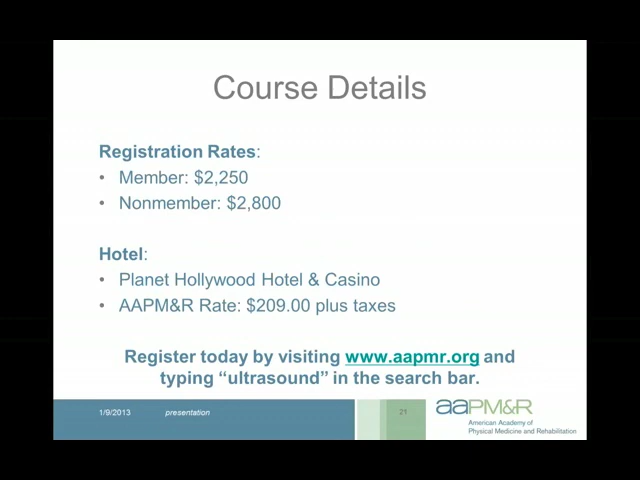 Course Details
Registration Rates:
• Member: $2,250
• Nonmember: $2,800
Hotel:
• Planet Hollywood Hotel & Casino
• AAPM&R Rate: $209.00 plus taxes
Register today by visiting www.aapmr.org and
typing “ultrasound” in the search bar.
1/9/2013
presentation
21
aaPM&R
American Academy of
Physical Medicine and Rehabilitation